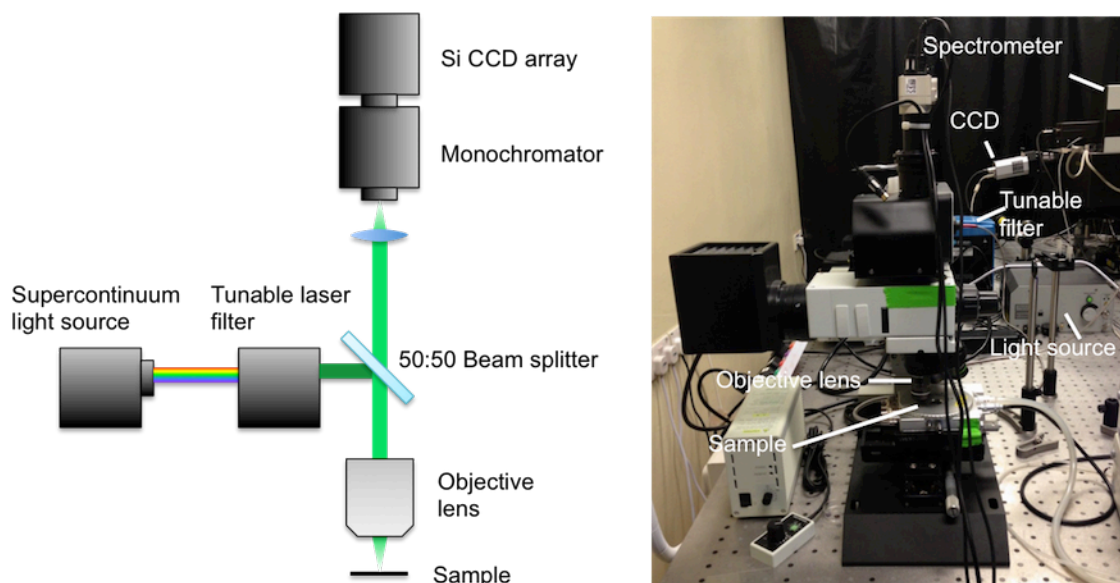 Si CCD array
Monochromator
Supercontinuum
light source
Tunable laser
filter
50:50 Beam splitter
Objective
lens
Sample
Spectrometer
CCD
Tunable
filter
Light source
Objective lens
Sample